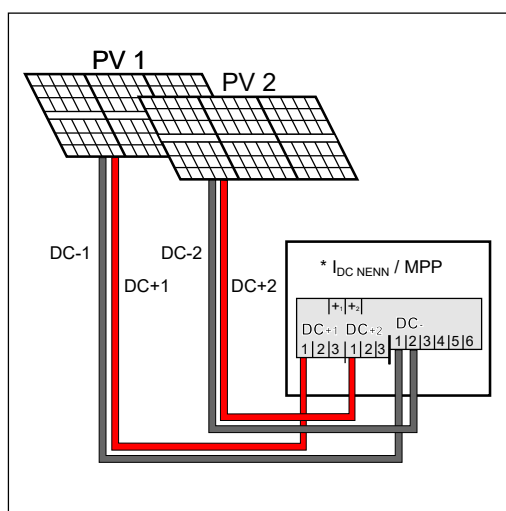 PV 1
PV 2
DC-1
DC+1
DC-2
DC+2
* I DC NENN / MPP
+1 +2
DC+1 DC+2 DC-
1 2 3 1 2 3 1 2 3 4 5 6